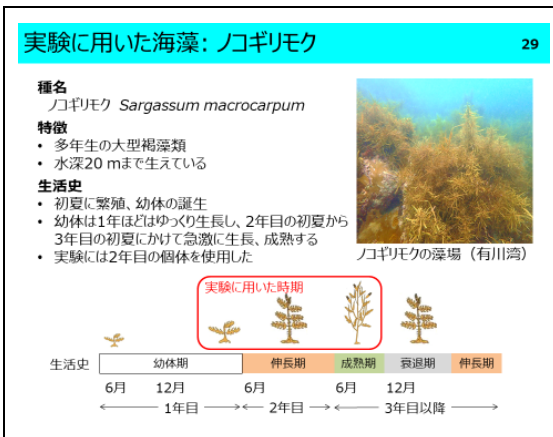 実験に用いた海藻: ノコギリモク
29
種名
ノコギリモク Sargassum macrocarpum
特徴
• 多年生の大型褐藻類
• 水深20 mまで生えている
生活史
• 初夏に繁殖、幼体の誕生
• 幼体は1年ほどはゆっくり生長し、2年目の初夏から
3年目の初夏にかけて急激に生長、成熟する
• 実験には2年目の個体を使用した
ノコギリモクの藻場（有川湾）
実験に用いた時期
生活史 幼体期 伸長期 成熟期 衰退期 伸長期
6月 12月 6月 6月 12月
1年目 2年目 3年目以降